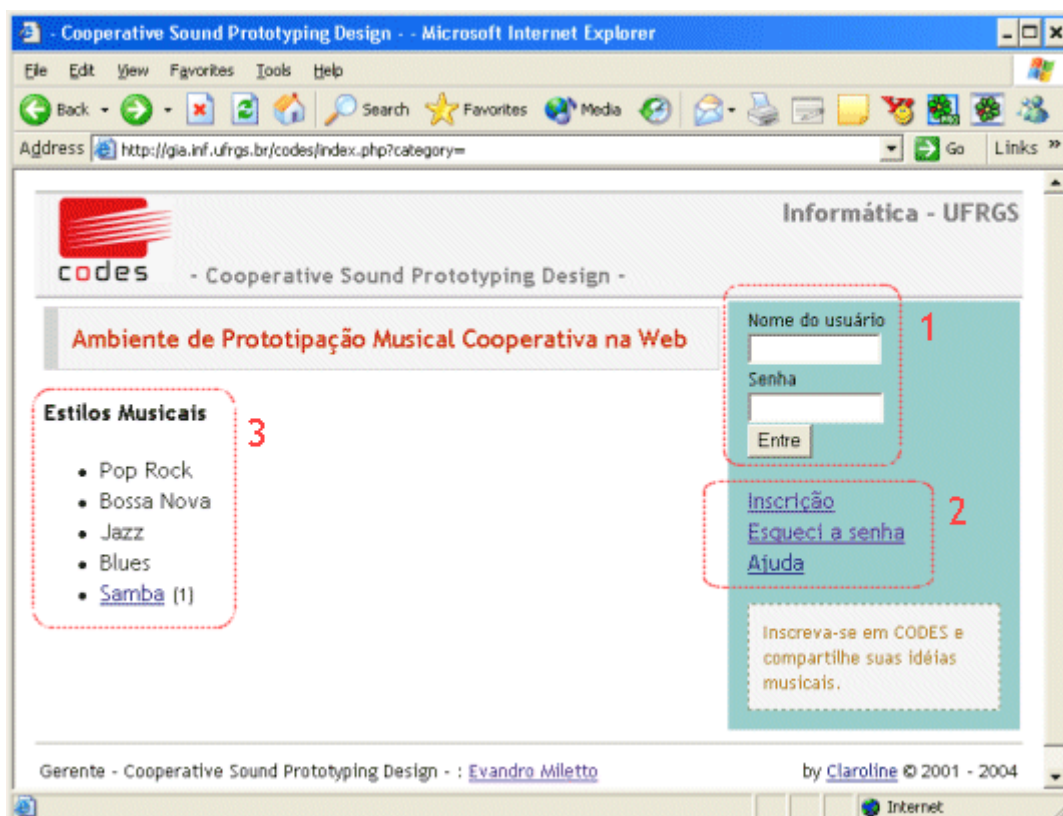 - Cooperative Sound Prototyping Design - - Microsoft Internet Explorer
File Edit View Favorites Tools Help
Back Search Favorites Media
Address http://gia.inf.ufrgs.br/codes/index.php?category= Go Links »
Informática - UFRGS
codes - Cooperative Sound Prototyping Design -
Ambiente de Prototipação Musical Cooperativa na Web
Nome do usuário
1
Senha
Entre
Estilos Musicais
3
• Pop Rock
• Bossa Nova
• Jazz
• Blues
• Samba (1)
Inscrição
2
Esqueci a senha
Ajuda
Inscreva-se em CODES e
compartilhe suas idéias
musicais.
Gerente - Cooperative Sound Prototyping Design - : Evandro Miletto by Claroline © 2001 - 2004
Internet